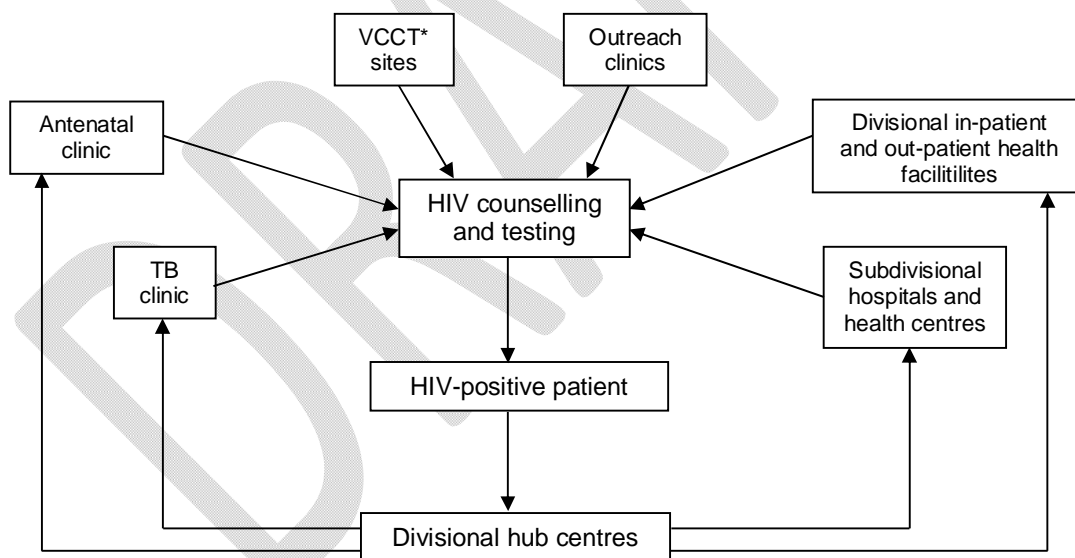 VCCT*
sites
Outreach
clinics
Antenatal
clinic
Divisional in-patient
and out-patient health
facilitilites
HIV counselling
and testing
TB
clinic
Subdivisional
hospitals and
health centres
HIV-positive patient
Divisional hub centres